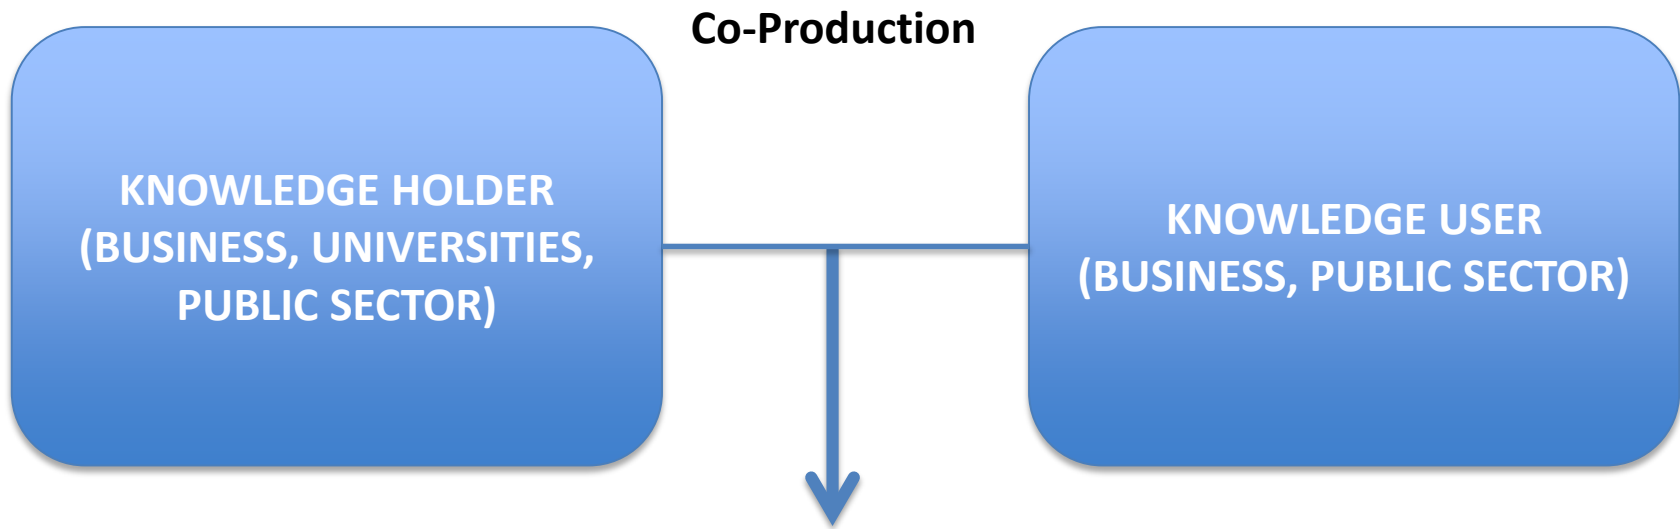 Co-Production
KNOWLEDGE HOLDER
(BUSINESS, UNIVERSITIES,
PUBLIC SECTOR)
KNOWLEDGE USER
(BUSINESS, PUBLIC SECTOR)